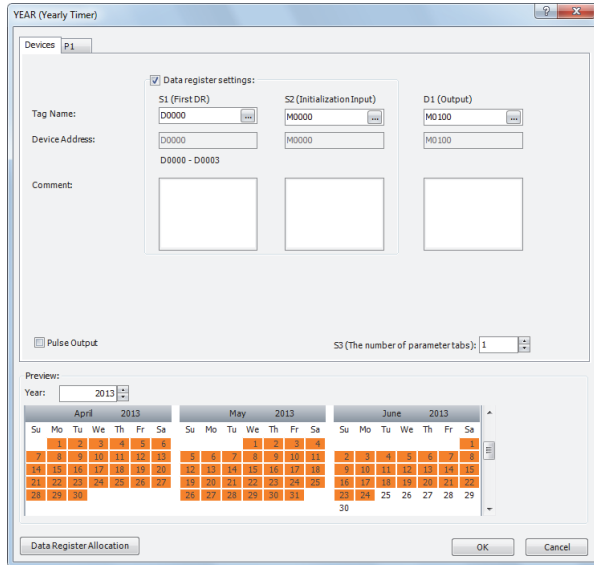 YEAR (Yearly Timer)
Devices P1
Data register settings:
S1 (First DR) S2 (Initialization Input) D1 (Output)
Tag Name: D0000 ... M0000 ... M0100 ...
Device Address: D0000 M0000 M0100
D0000 - D0003
Comment:
Pulse Output S3 (The number of parameter tabs): 1
Preview:
Year: 2013
April 2013 May 2013 June 2013
Su Mo Tu We Th Fr Sa Su Mo Tu We Th Fr Sa Su Mo Tu We Th Fr Sa
1 2 3 4 5 6 1 2 3 4 1
7 8 9 10 11 12 13 5 6 7 8 9 10 11 2 3 4 5 6 7 8
14 15 16 17 18 19 20 12 13 14 15 16 17 18 9 10 11 12 13 14 15
21 22 23 24 25 26 27 19 20 21 22 23 24 25 16 17 18 19 20 21 22
28 29 30 26 27 28 29 30 31 23 24 25 26 27 28 29
30
Data Register Allocation OK Cancel